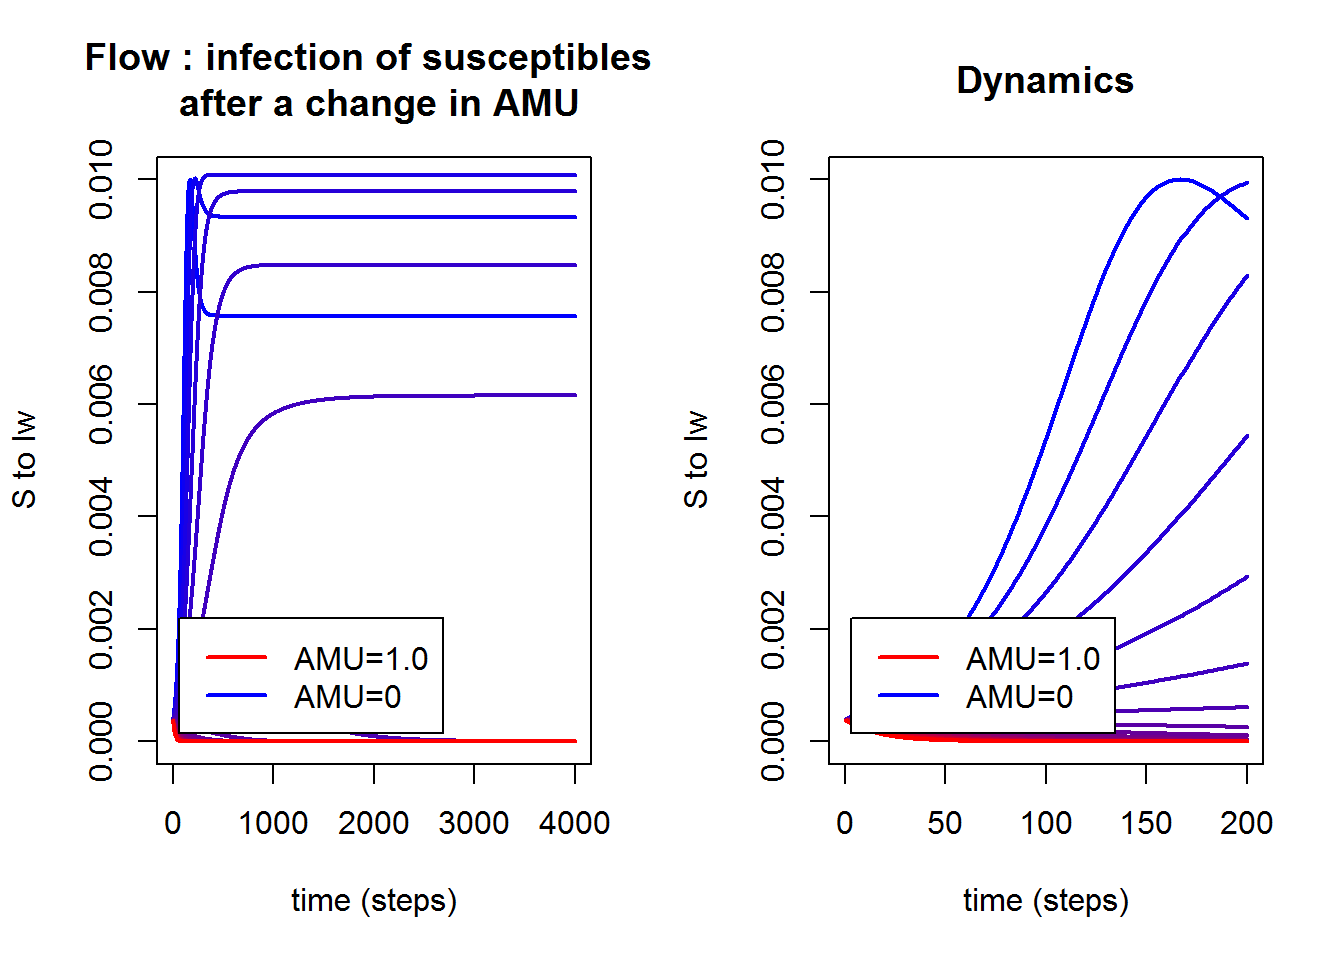 Flow : infection of susceptibles
after a change in AMU
S to Iw
0.010
0.008
0.006
0.004
0.002
0.000
AMU=1.0
AMU=0
0
1000
2000
3000
4000
time (steps)
Dynamics
S to Iw
0.010
0.008
0.006
0.004
0.002
0.000
AMU=1.0
AMU=0
0
50
100
150
200
time (steps)